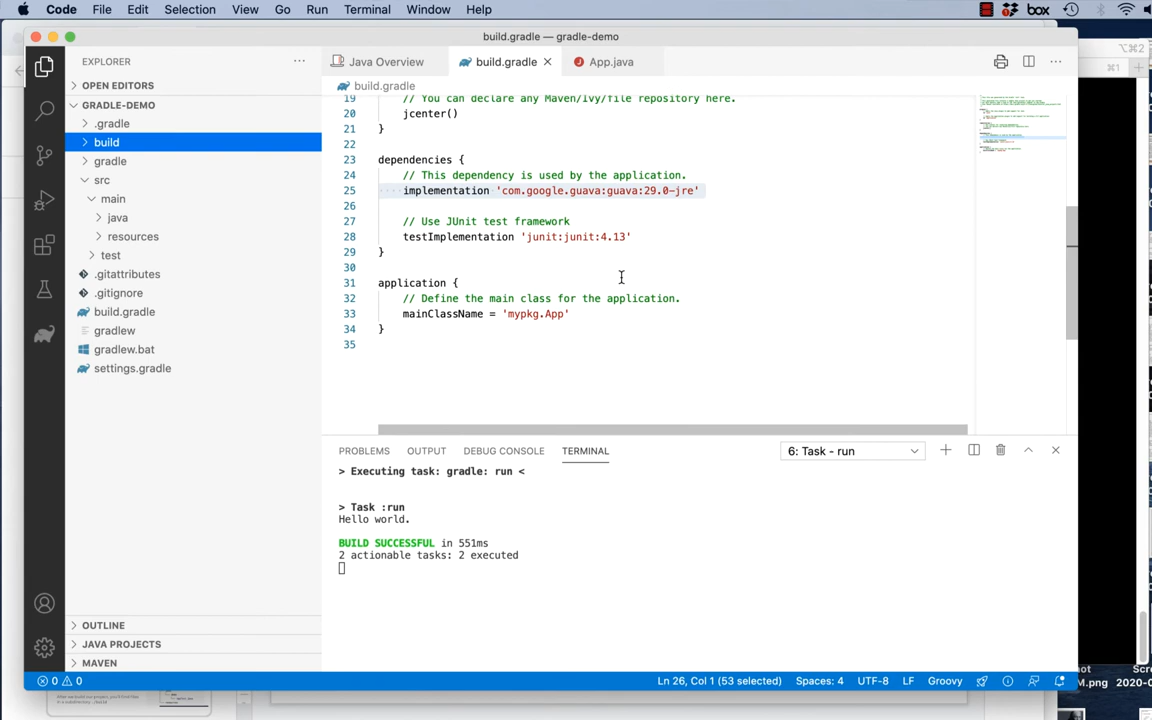 Code File Edit Selection View Go Run Terminal Window Help
box
build.gradle — gradle-demo
⌥⌘2
⌘1
EXPLORER
OPEN EDITORS
GRADLE-DEMO
.gradle
build
gradle
src
main
java
resources
test
.gitattributes
.gitignore
build.gradle
gradlew
gradlew.bat
settings.gradle
OUTLINE
JAVA PROJECTS
MAVEN
Java Overview build.gradle App.java
build.gradle
19 // You can declare any Maven/Ivy/file repository here.
20 jcenter()
21 }
22
23 dependencies {
24 // This dependency is used by the application.
25 implementation 'com.google.guava:guava:29.0-jre'
26
27 // Use JUnit test framework
28 testImplementation 'junit:junit:4.13'
29 }
30
31 application {
32 // Define the main class for the application.
33 mainClassName = 'mypkg.App'
34 }
35
PROBLEMS OUTPUT DEBUG CONSOLE TERMINAL 6: Task - run
> Executing task: gradle: run <
> Task :run
Hello world.
BUILD SUCCESSFUL in 551ms
2 actionable tasks: 2 executed
0 0 Ln 26, Col 1 (53 selected) Spaces: 4 UTF-8 LF Groovy